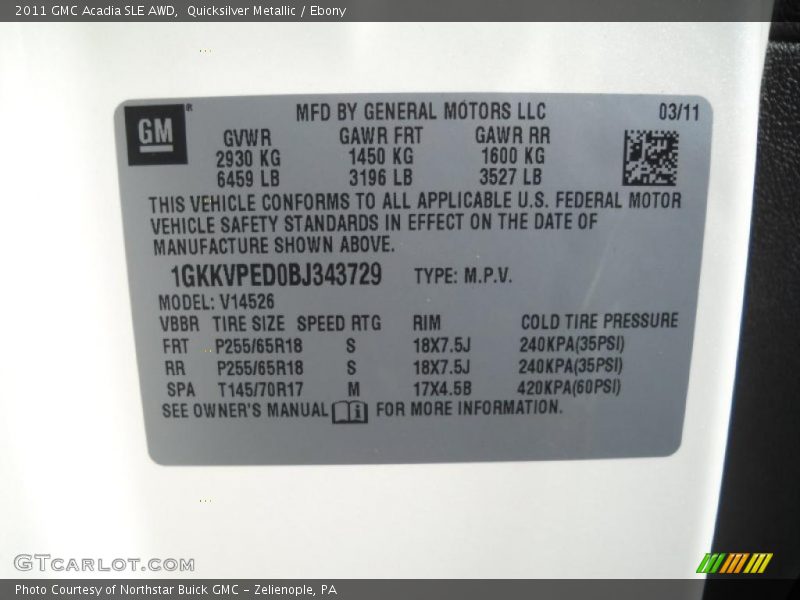 2011 GMC Acadia SLE AWD,  Quicksilver Metallic / Ebony
GM ® MFD BY GENERAL MOTORS LLC 03/11
GVWR GAWR FRT GAWR RR
2930 KG 1450 KG 1600 KG
6459 LB 3196 LB 3527 LB
THIS VEHICLE CONFORMS TO ALL APPLICABLE U.S. FEDERAL MOTOR
VEHICLE SAFETY STANDARDS IN EFFECT ON THE DATE OF
MANUFACTURE SHOWN ABOVE.
1GKKVPED0BJ343729 TYPE: M.P.V.
MODEL: V14526
VBBR TIRE SIZE SPEED RTG RIM COLD TIRE PRESSURE
FRT P255/65R18 S 18X7.5J 240KPA(35PSI)
RR P255/65R18 S 18X7.5J 240KPA(35PSI)
SPA T145/70R17 M 17X4.5B 420KPA(60PSI)
SEE OWNER'S MANUAL i FOR MORE INFORMATION.
GTCARLOT.COM
Photo Courtesy of Northstar Buick GMC - Zelienople, PA